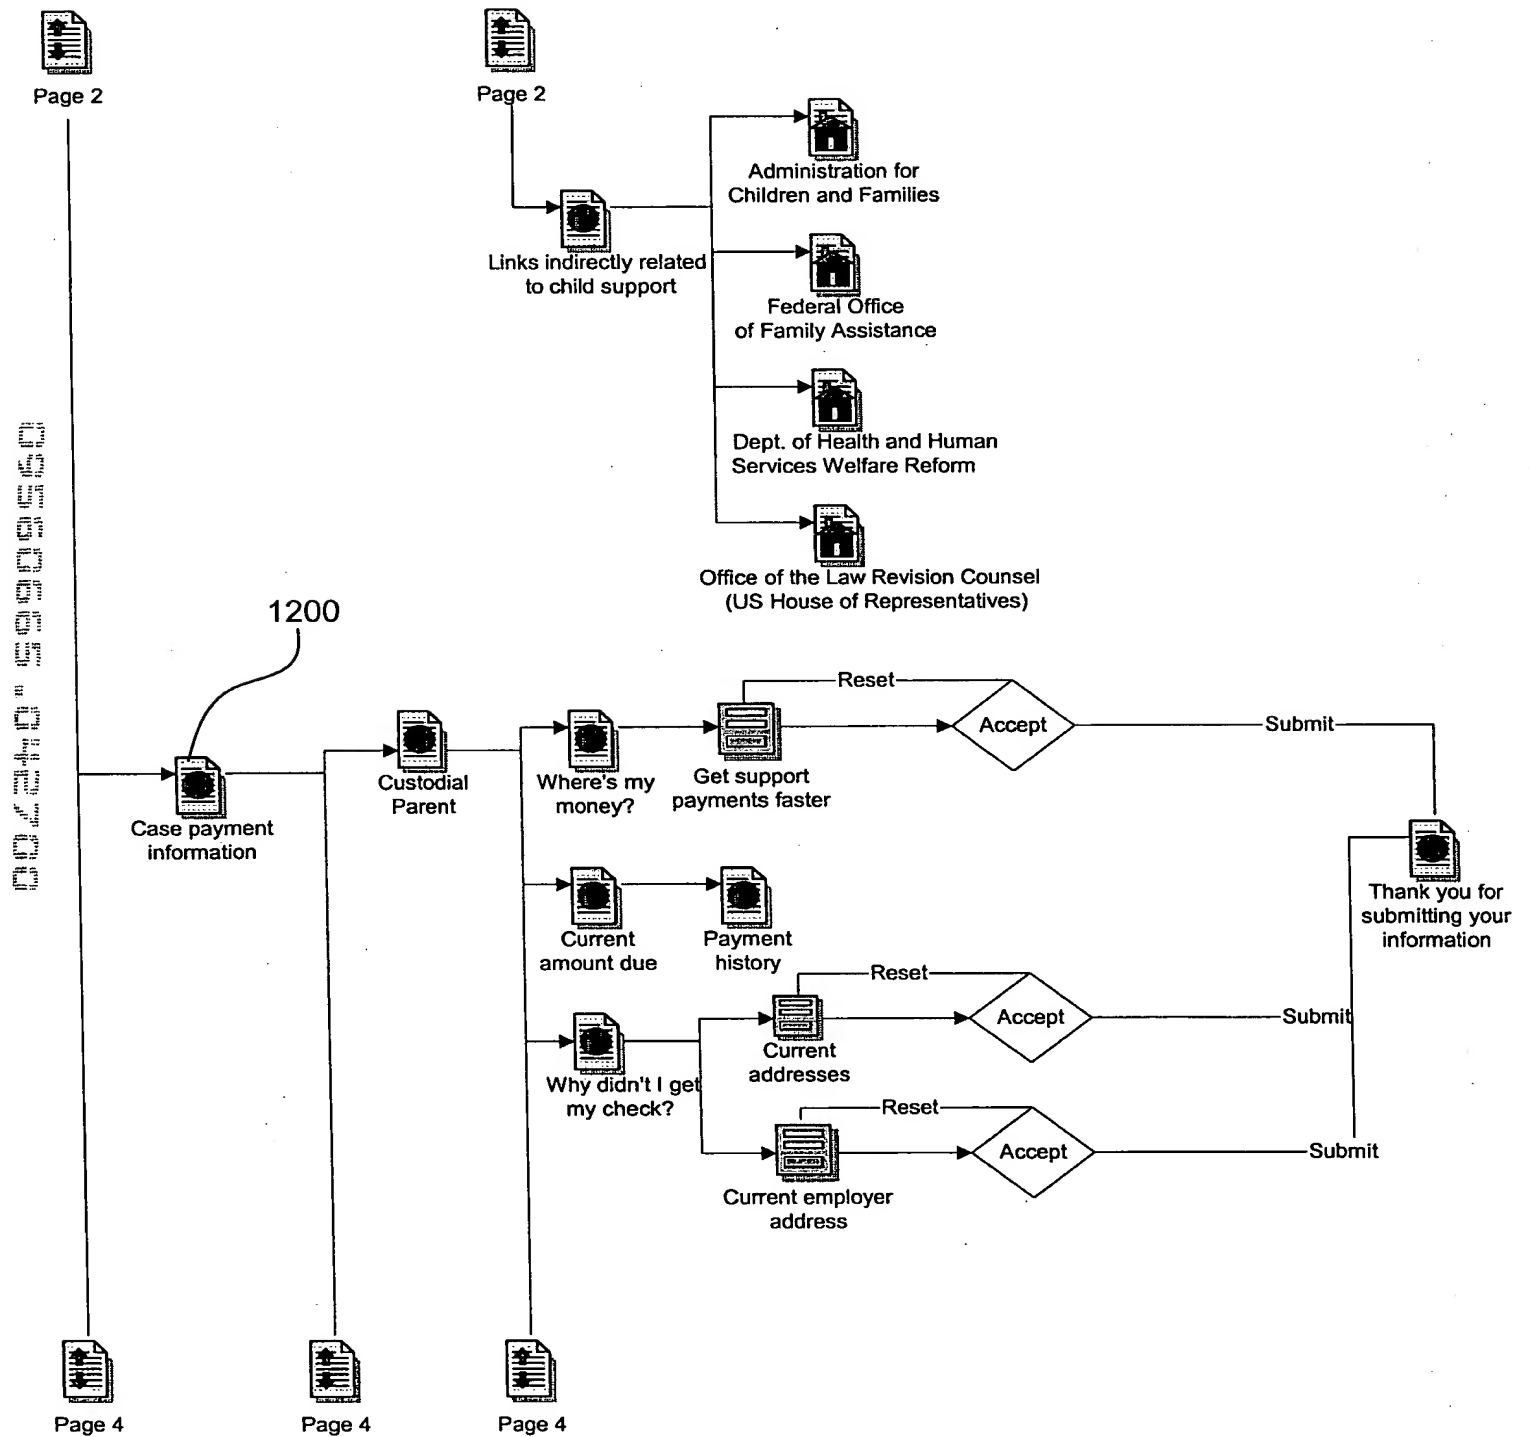 Page 2
Page 2
Administration for
Children and Families
Links indirectly related
to child support
Federal Office
of Family Assistance
Dept. of Health and Human
Services Welfare Reform
Office of the Law Revision Counsel
(US House of Representatives)
1200
Case payment
information
Custodial
Parent
Where's my
money?
Get support
payments faster
Reset
Accept
Submit
Current
amount due
Payment
history
Thank you for
submitting your
information
Why didn't I get
my check?
Current
addresses
Reset
Accept
Submit
Current employer
address
Reset
Accept
Submit
Page 4
Page 4
Page 4